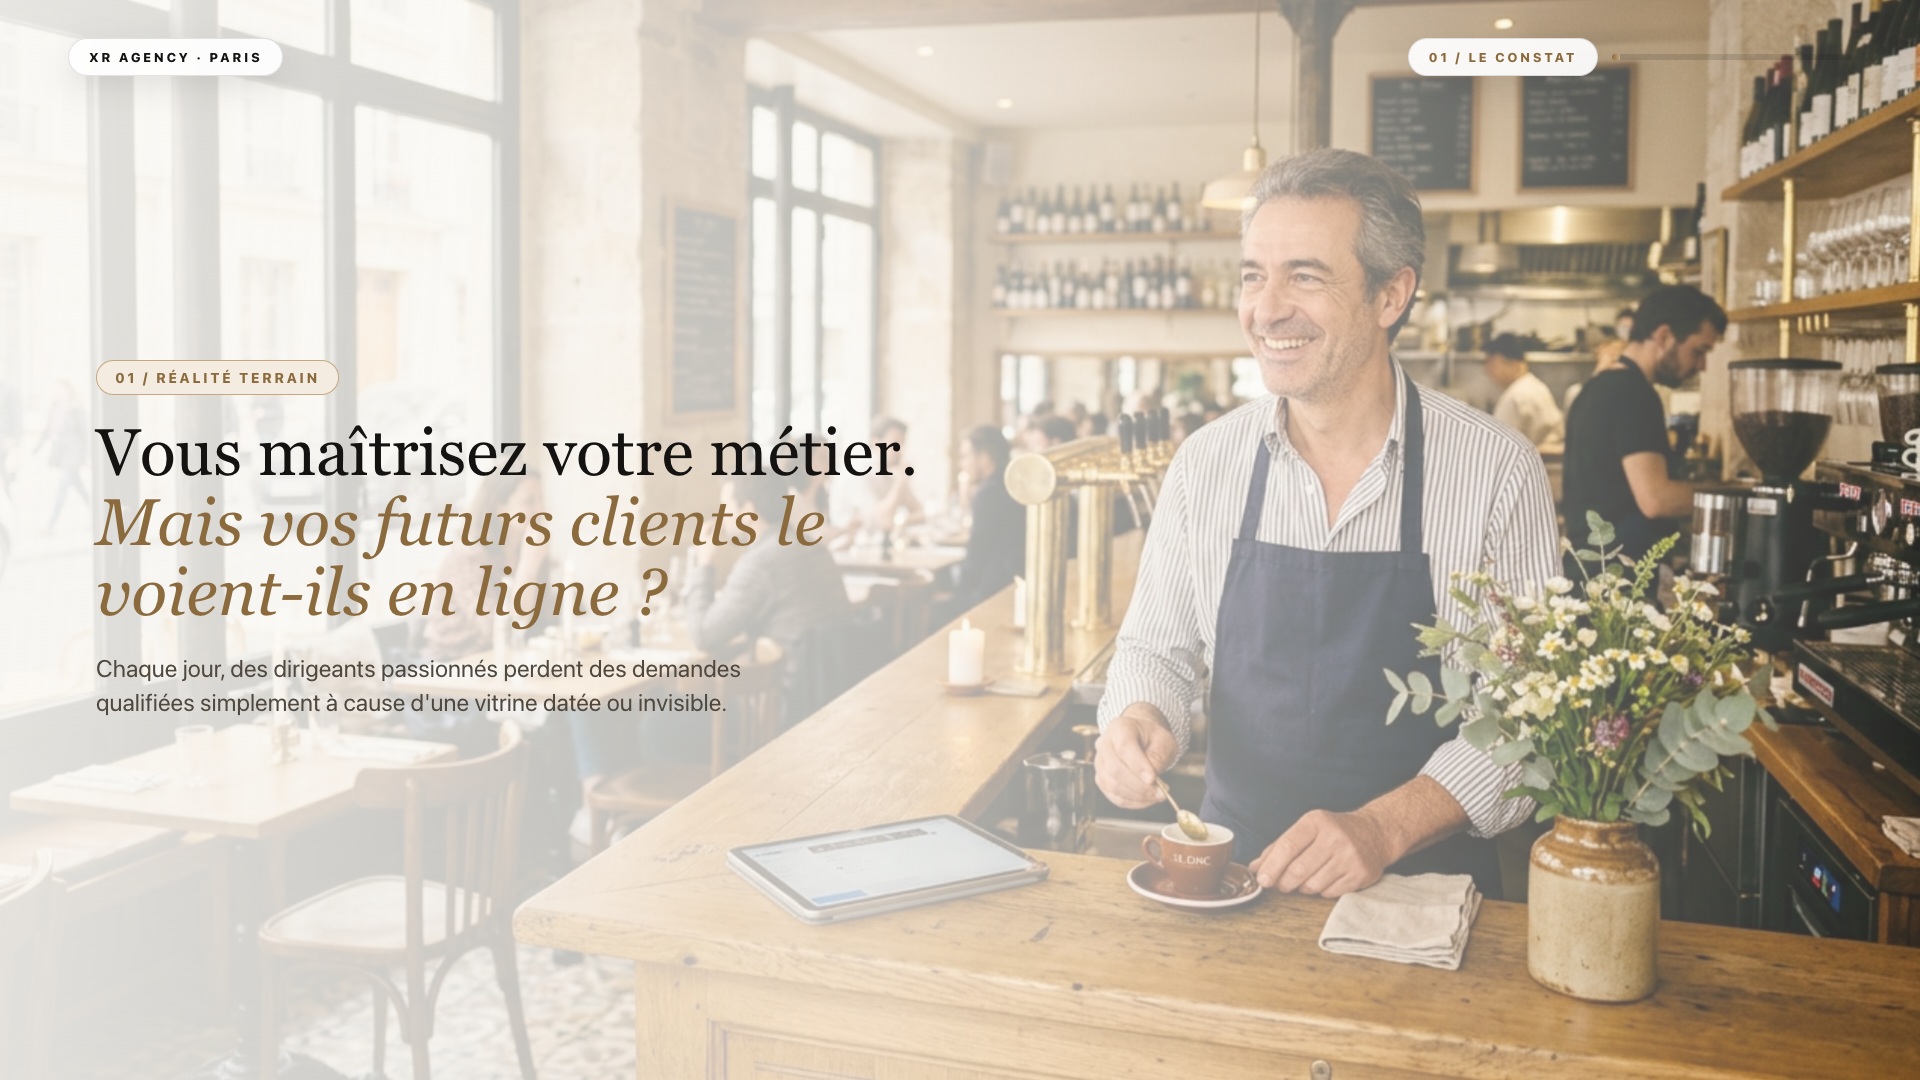 XR AGENCY · PARIS
01 / LE CONSTAT
01 / RÉALITÉ TERRAIN
Vous maîtrisez votre métier.
Mais vos futurs clients le
voient-ils en ligne ?
Chaque jour, des dirigeants passionnés perdent des demandes
qualifiées simplement à cause d'une vitrine datée ou invisible.